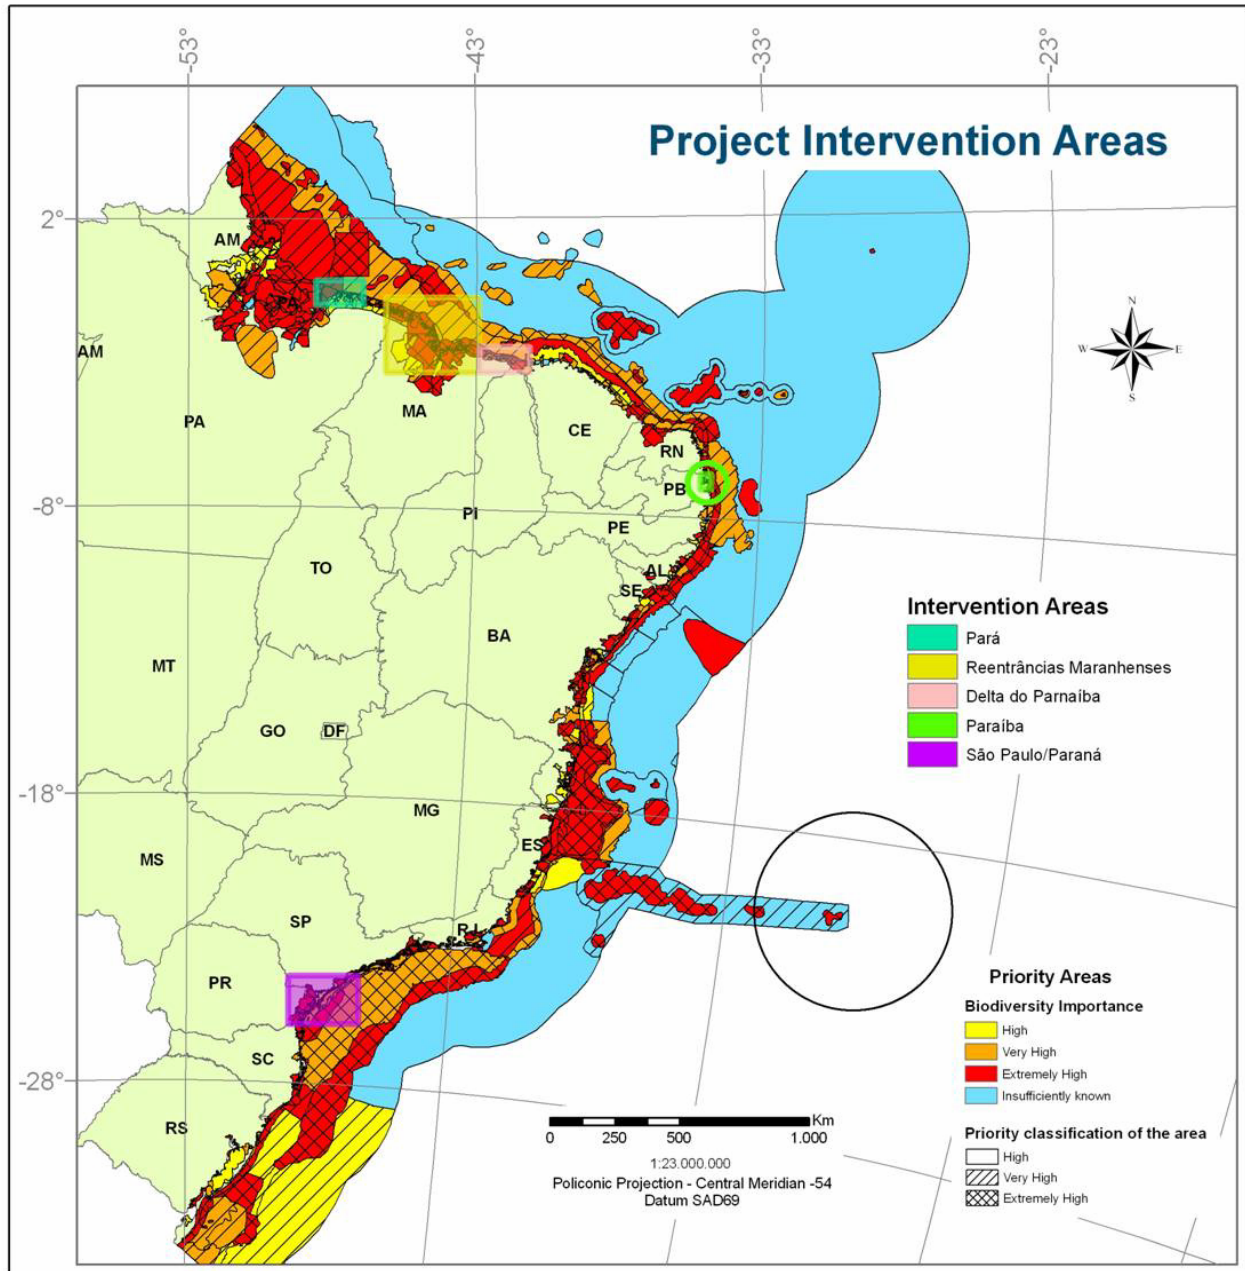 -53°
-43°
-33°
-23°
Project Intervention Areas
2°
AM
PA
N
W
E
S
AM
MA
PA
CE
RN
PB
-8°
PI
PE
TO
AL
SE
Intervention Areas
BA
Pará
MT
Reentrâncias Maranhenses
Delta do Parnaíba
GO
DF
Paraíba
São Paulo/Paraná
-18°
MG
ES
MS
SP
RJ
PR
Priority Areas
Biodiversity Importance
High
SC
Very High
-28°
Extremely High
Insufficiently known
RS
Km
0 250 500 1.000
Priority classification of the area
High
1:23.000.000
Very High
Policonic Projection - Central Meridian -54
Extremely High
Datum SAD69